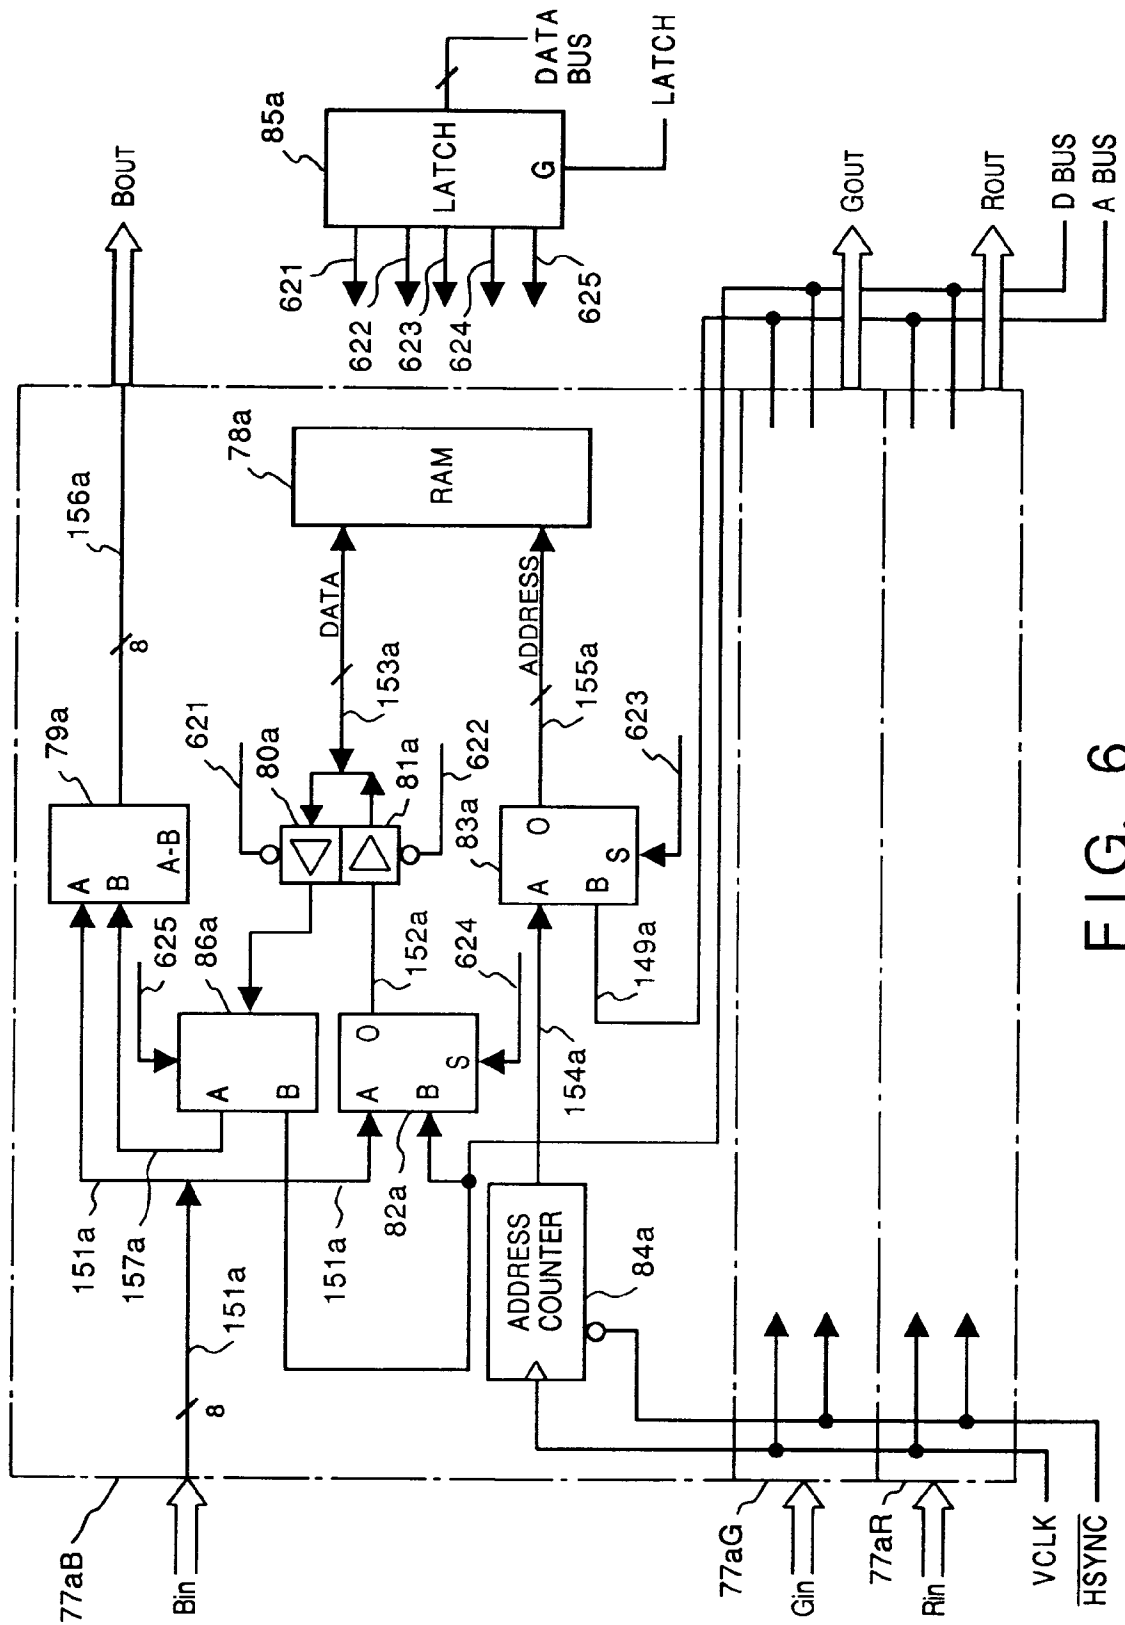 77aB
Bin
8
151a
151a
157a
151a
82a
A
B
625
86a
A
B
O
S
152a
624
79a
A
B
A-B
621
80a
81a
622
8
156a
DATA
153a
78a
RAM
ADDRESS
155a
83a
A
B
O
S
623
149a
154a
ADDRESS
COUNTER
84a
BOUT
85a
LATCH
G
DATA
BUS
LATCH
621
622
623
624
625
77aG
Gin
77aR
Rin
VCLK
HSYNC
GOUT
ROUT
D BUS
A BUS
FIG. 6